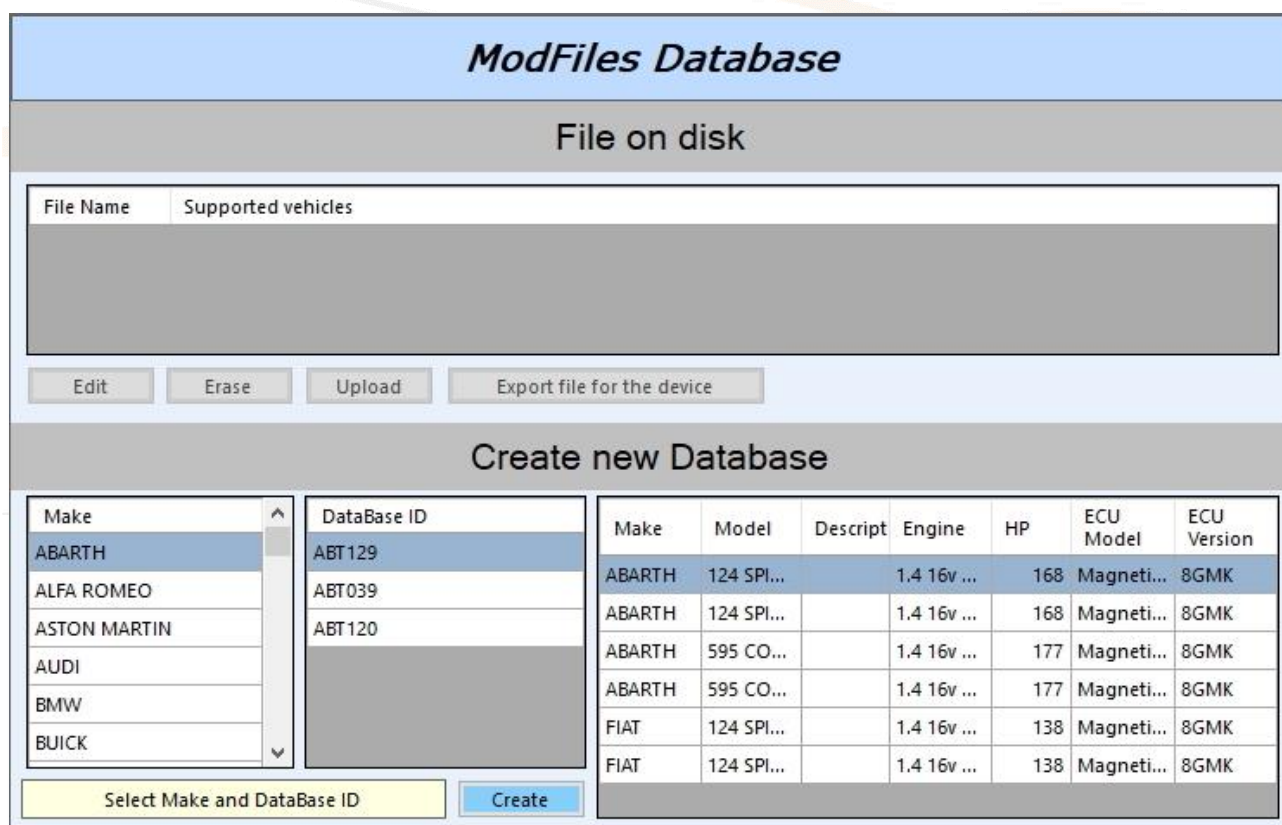 ModFiles Database
File on disk
File Name Supported vehicles
Edit Erase Upload Export file for the device
Create new Database
Make
ABARTH
ALFA ROMEO
ASTON MARTIN
AUDI
BMW
BUICK
DataBase ID
ABT129
ABT039
ABT120
Make Model Descript Engine HP ECU Model ECU Version
ABARTH 124 SPI... 1.4 16v ... 168 Magneti... 8GMK
ABARTH 124 SPI... 1.4 16v ... 168 Magneti... 8GMK
ABARTH 595 CO... 1.4 16v ... 177 Magneti... 8GMK
ABARTH 595 CO... 1.4 16v ... 177 Magneti... 8GMK
FIAT 124 SPI... 1.4 16v ... 138 Magneti... 8GMK
FIAT 124 SPI... 1.4 16v ... 138 Magneti... 8GMK
Select Make and DataBase ID Create